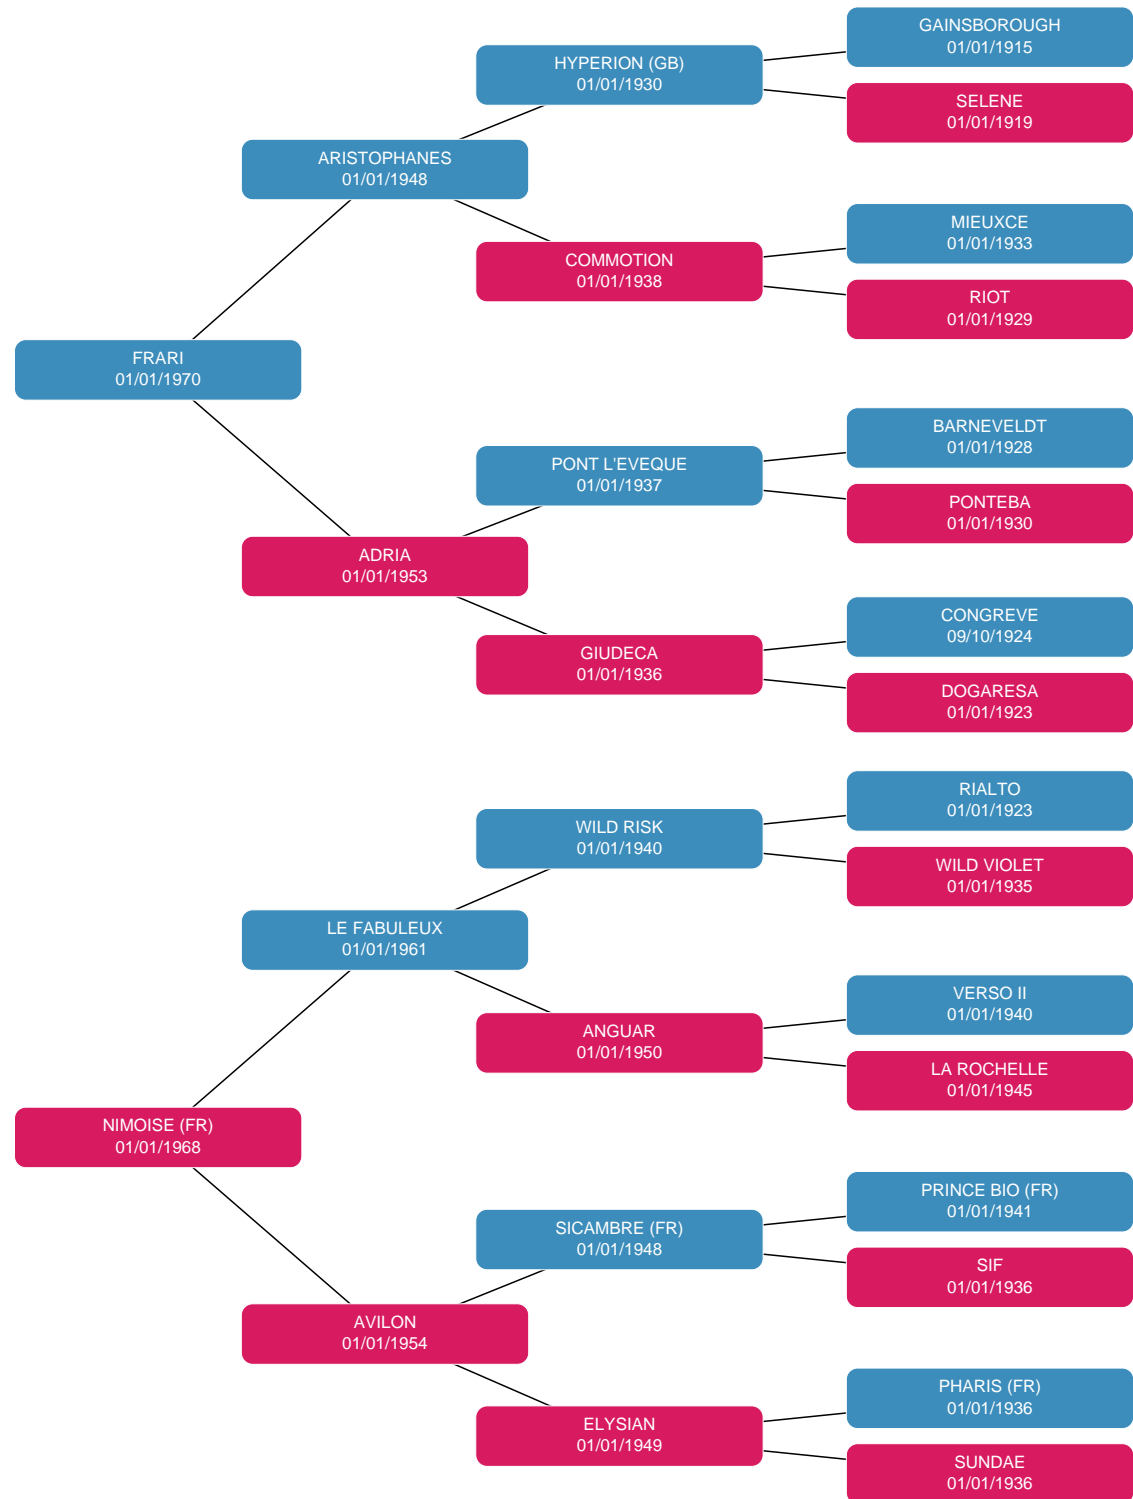 GAINSBOROUGH
01/01/1915
HYPERION (GB)
01/01/1930
SELENE
01/01/1919
ARISTOPHANES
01/01/1948
MIEUXCE
01/01/1933
COMMOTION
01/01/1938
RIOT
01/01/1929
FRARI
01/01/1970
BARNEVELDT
01/01/1928
PONT L'EVEQUE
01/01/1937
PONTEBA
01/01/1930
ADRIA
01/01/1953
CONGREVE
09/10/1924
GIUDECA
01/01/1936
DOGARESA
01/01/1923
RIALTO
01/01/1923
WILD RISK
01/01/1940
WILD VIOLET
01/01/1935
LE FABULEUX
01/01/1961
VERSO II
01/01/1940
ANGUAR
01/01/1950
LA ROCHELLE
01/01/1945
NIMOISE (FR)
01/01/1968
PRINCE BIO (FR)
01/01/1941
SICAMBRE (FR)
01/01/1948
SIF
01/01/1936
AVILON
01/01/1954
PHARIS (FR)
01/01/1936
ELYSIAN
01/01/1949
SUNDAE
01/01/1936